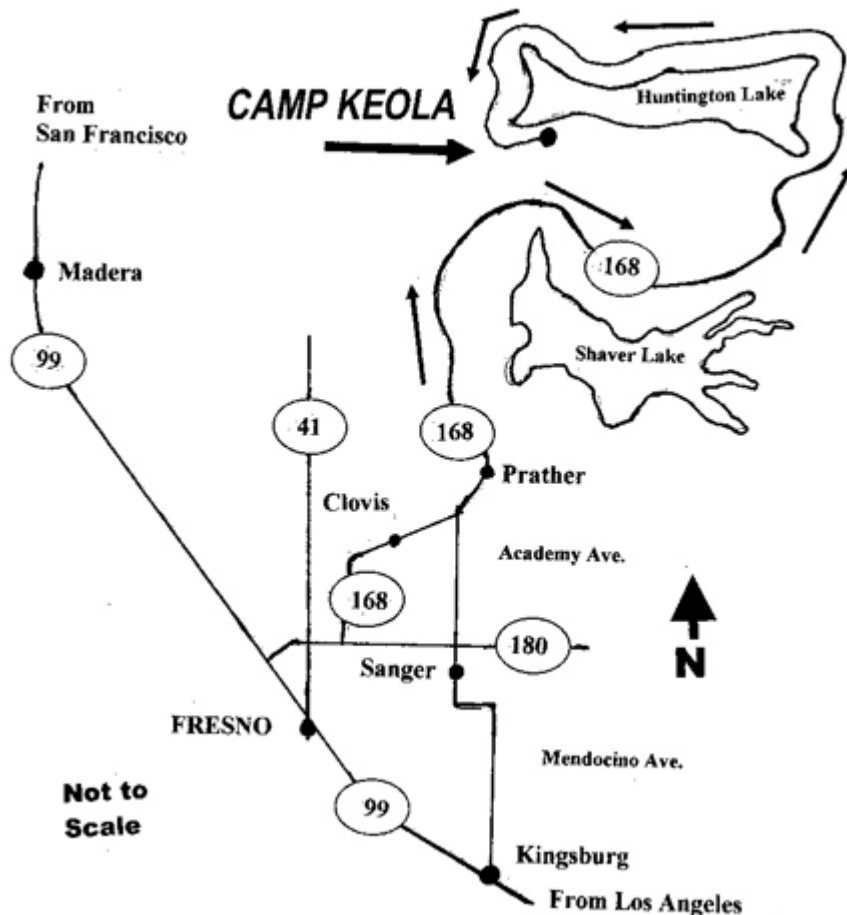 From
San Francisco
CAMP KEOLA
Huntington Lake
Madera
168
99
Shaver Lake
41
168
Prather
Clovis
Academy Ave.
168
180
N
Sanger
FRESNO
Mendocino Ave.
Not to
Scale
99
Kingsburg
From Los Angeles